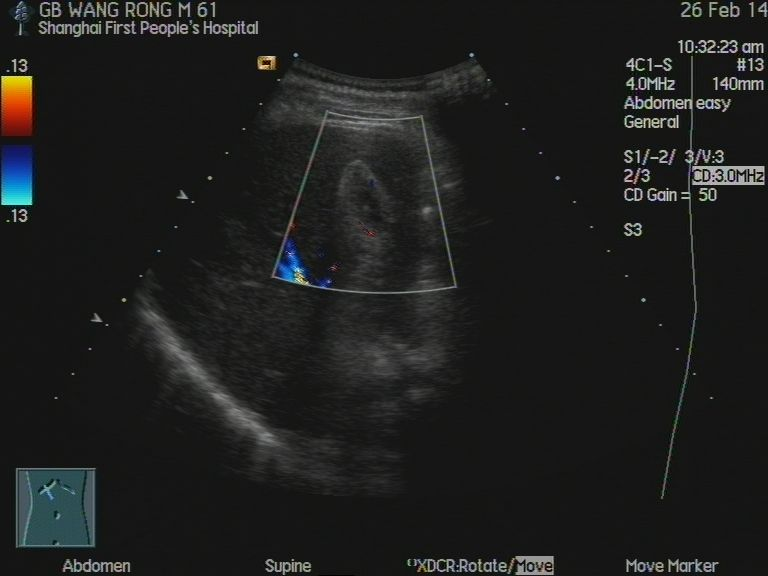 GB WANG RONG M 61
Shanghai First People's Hospital
26 Feb 14
10:32:23 am
4C1-S #13
4.0MHz 140mm
Abdomen easy
General
S1/-2/ 3/V:3
2/3 CD:3.0MHz
CD Gain = 50
S3
.13
.13
Abdomen
Supine
XDCR:Rotate/Move
Move Marker